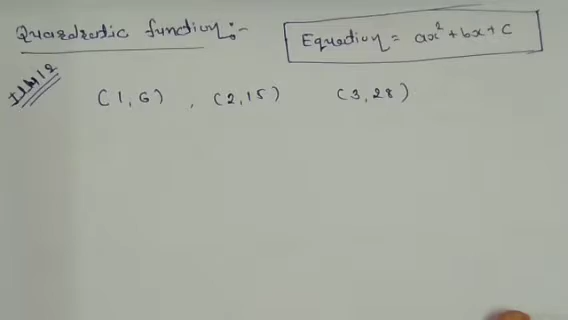 Quadratic function:-
Equation = ax² + bx + c
(1, 6) , (2, 15) (3, 28)